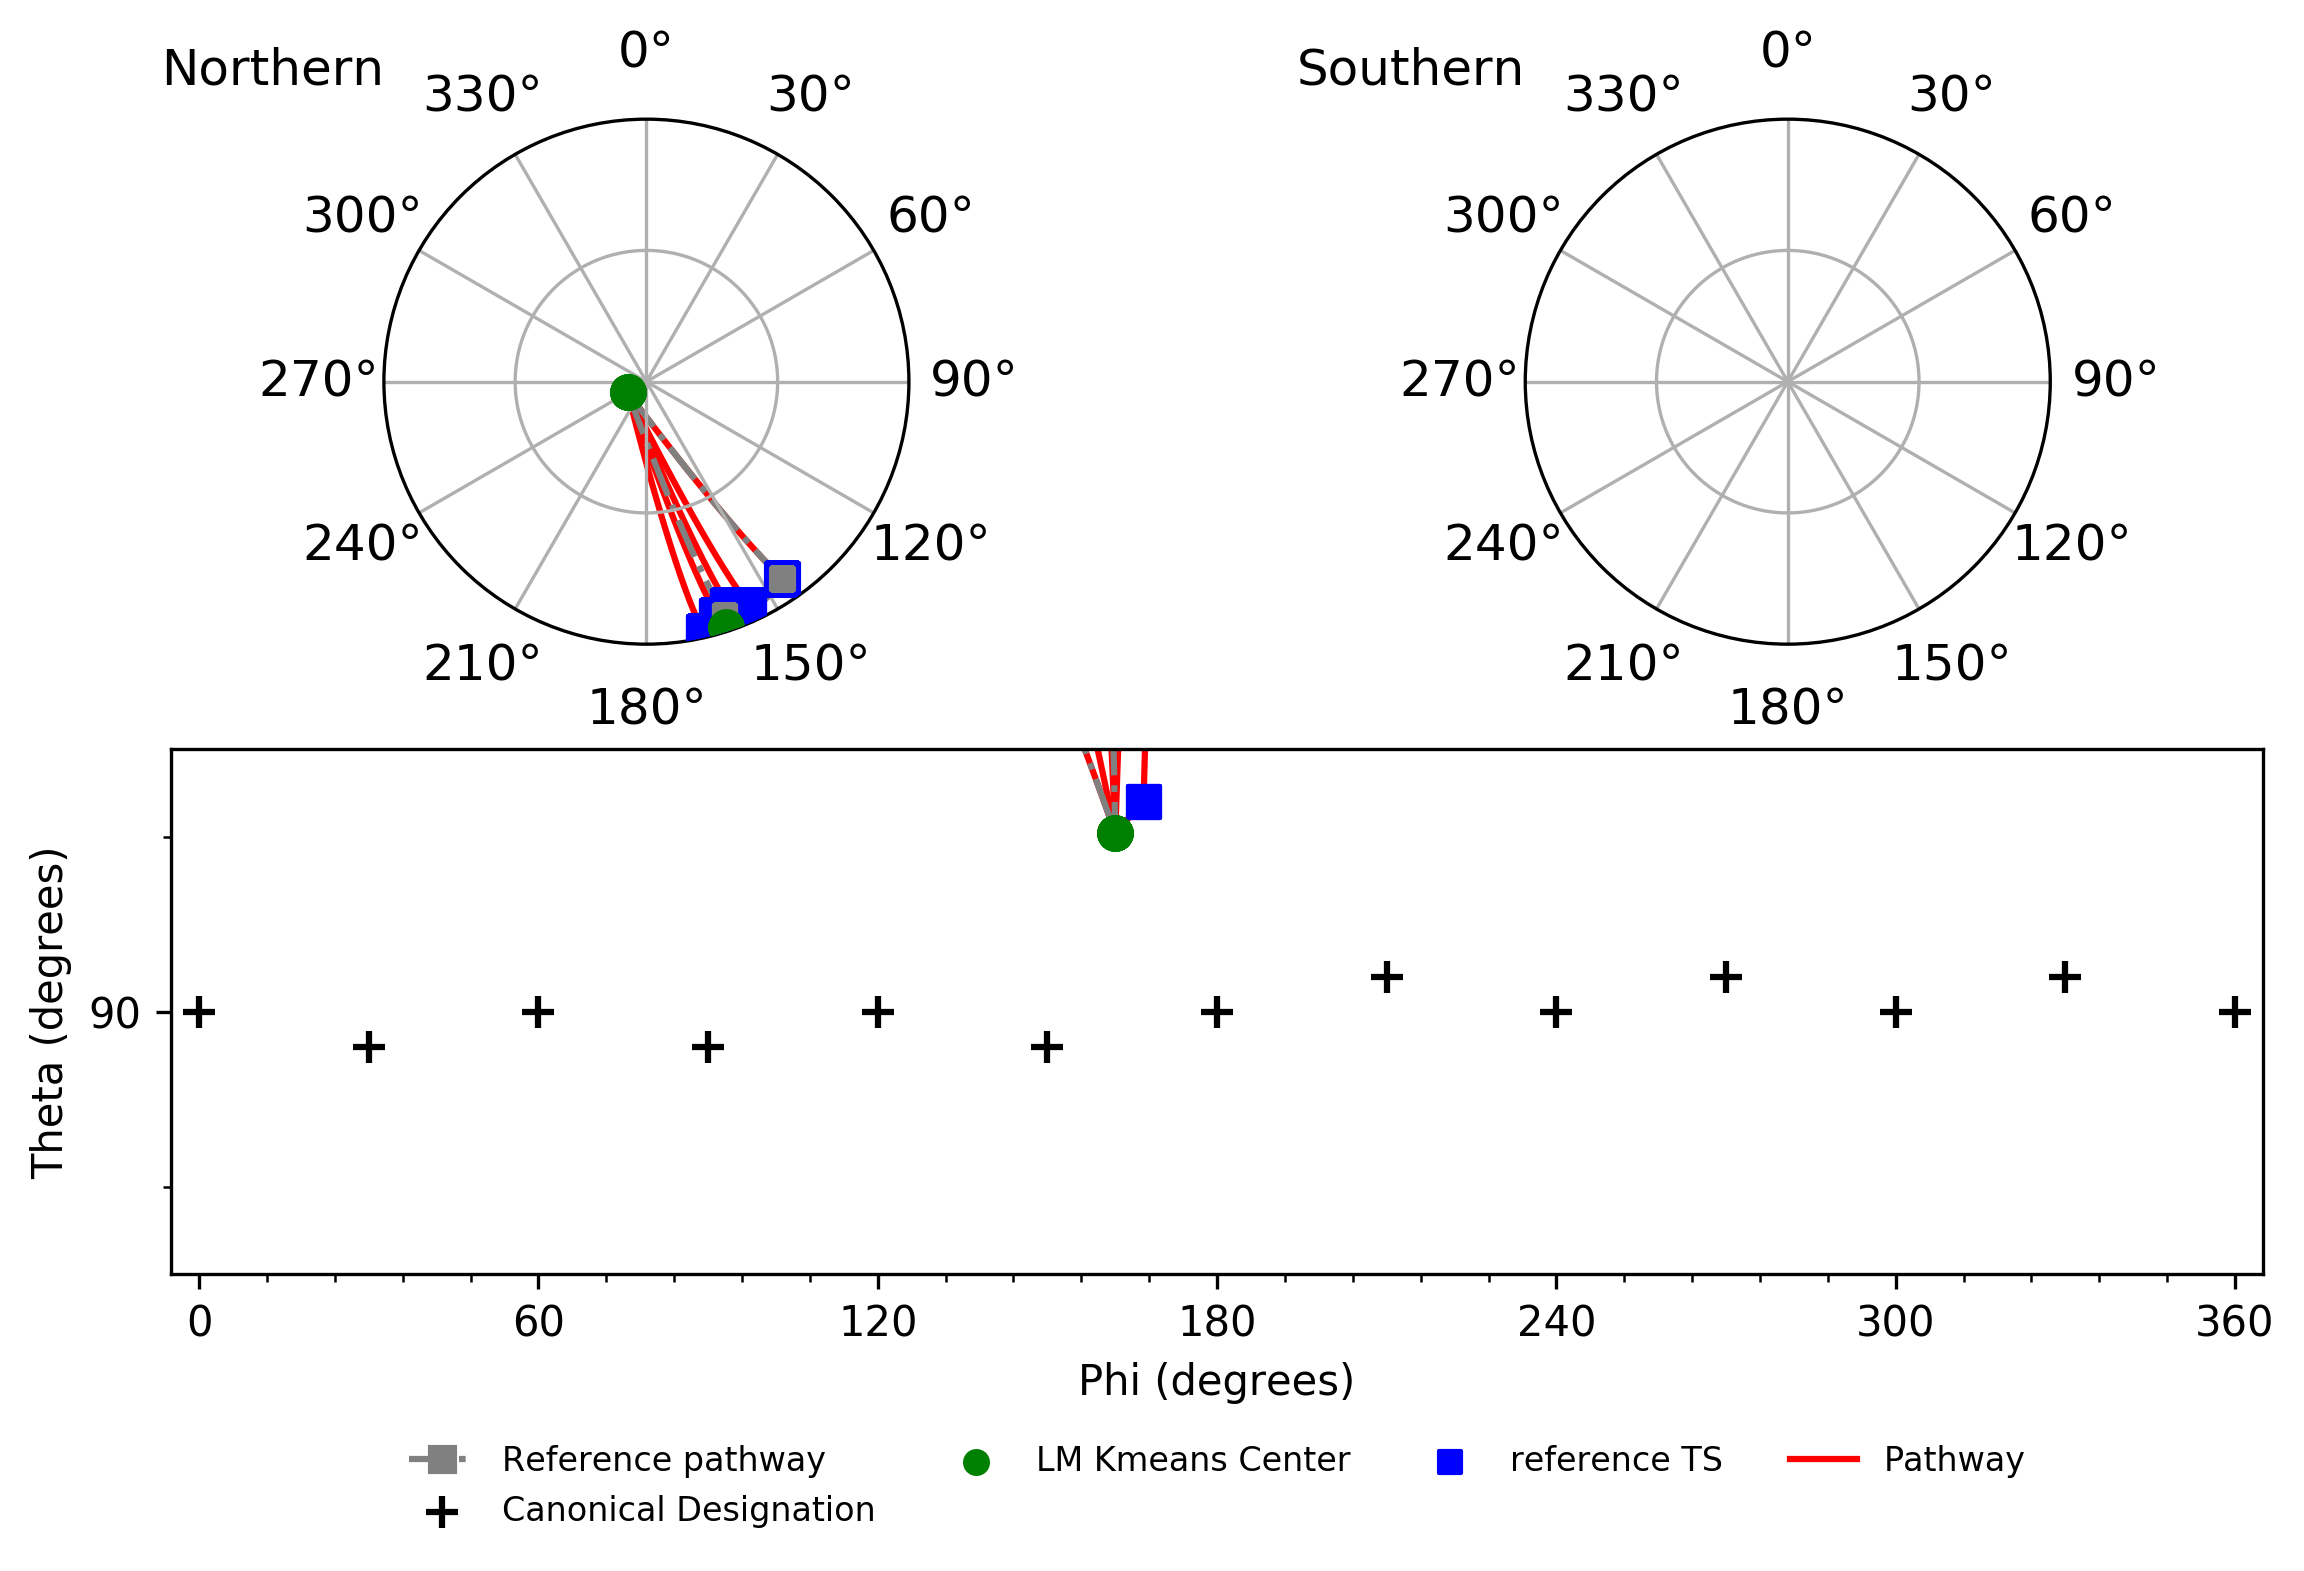 Northern
0°
30°
60°
90°
120°
150°
180°
210°
240°
270°
300°
330°
Southern
0°
30°
60°
90°
120°
150°
180°
210°
240°
270°
300°
330°
Theta (degrees)
90
0 60 120 180 240 300 360
Phi (degrees)
Reference pathway
Canonical Designation
LM Kmeans Center
reference TS
Pathway